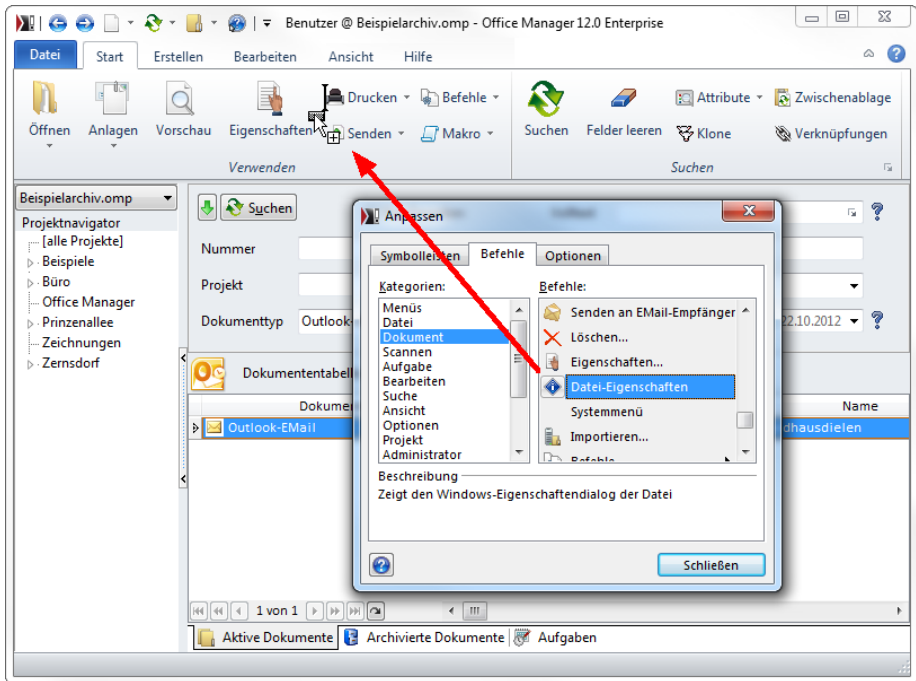 Benutzer @ Beispielarchiv.omp - Office Manager 12.0 Enterprise
Datei Start Erstellen Bearbeiten Ansicht Hilfe
Drucken Befehle Attribute Zwischenablage
Öffnen Anlagen Vorschau Eigenschaften Senden Makro Suchen Felder leeren Klone Verknüpfungen
Verwenden Suchen
Beispielarchiv.omp
Projektnavigator
[alle Projekte]
Beispiele
Büro
Office Manager
Prinzenallee
Zeichnungen
Zernsdorf
Suchen
Nummer
Projekt
Dokumenttyp Outlook- 22.10.2012
Dokumententabell
Dokume Name
Outlook-EMail dhausdielen
Anpassen
Symbolleisten Befehle Optionen
Kategorien:
Menüs
Datei
Dokument
Scannen
Aufgabe
Bearbeiten
Suche
Ansicht
Optionen
Projekt
Administrator
Befehle:
Senden an EMail-Empfänger
Löschen...
Eigenschaften...
Datei-Eigenschaften
Systemmenü
Importieren...
Befehle
Beschreibung
Zeigt den Windows-Eigenschaftendialog der Datei
Schließen
1 von 1
Aktive Dokumente Archivierte Dokumente Aufgaben